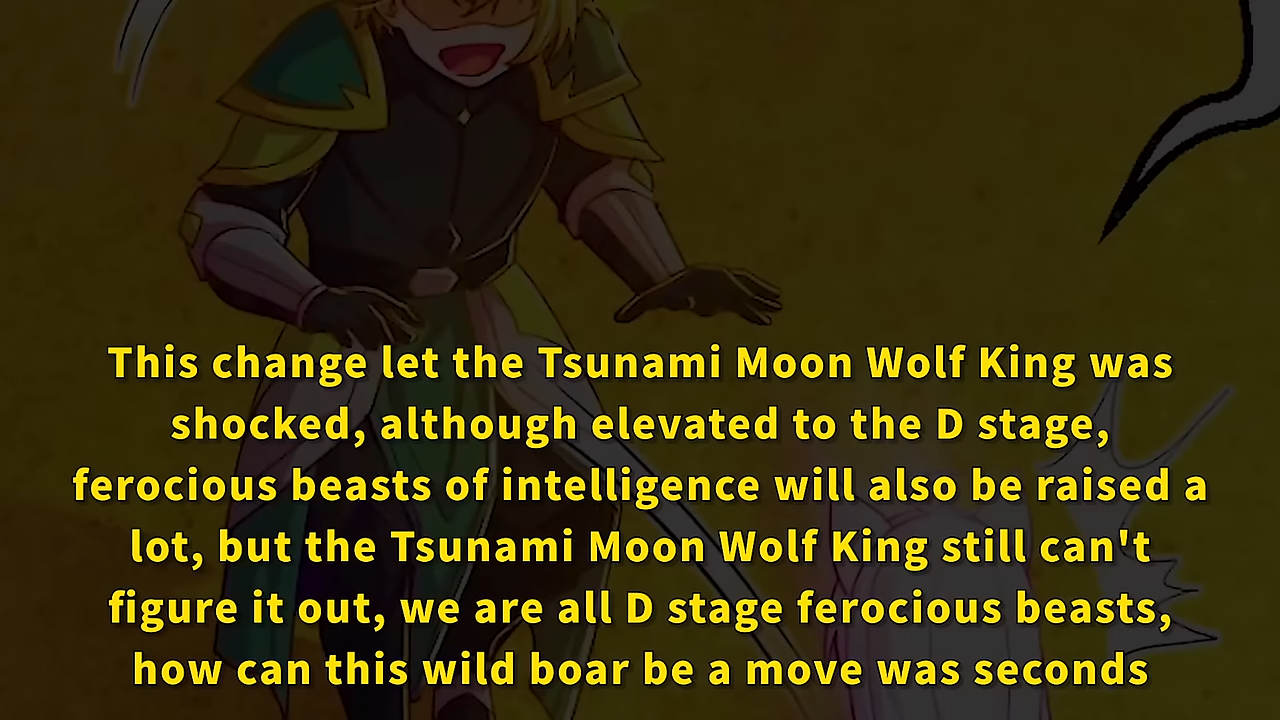 This change let the Tsunami Moon Wolf King was
shocked, although elevated to the D stage,
ferocious beasts of intelligence will also be raised a
lot, but the Tsunami Moon Wolf King still can't
figure it out, we are all D stage ferocious beasts,
how can this wild boar be a move was seconds